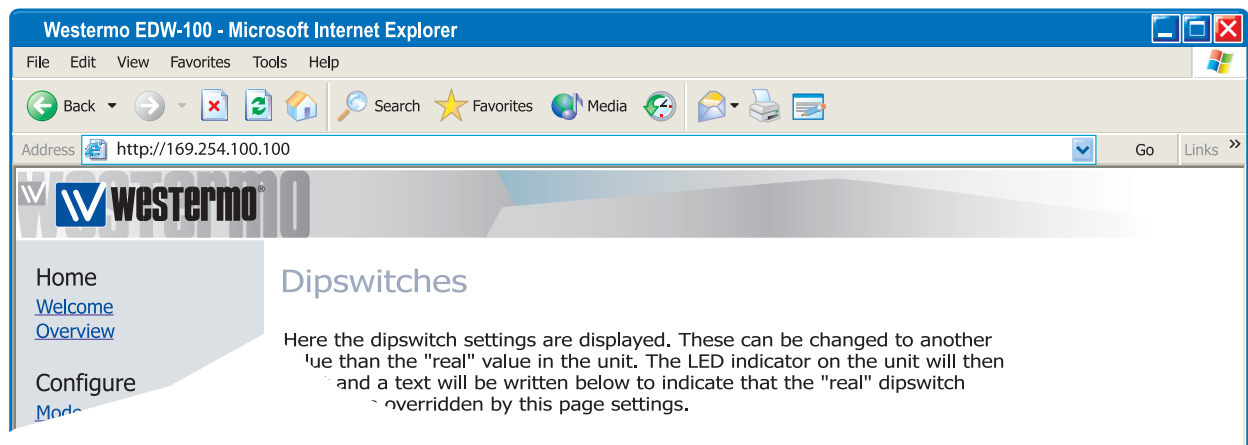 Westermo EDW-100 - Microsoft Internet Explorer
File Edit View Favorites Tools Help
Back Search Favorites Media
Address http://169.254.100.100 Go Links »
westermo®
Home
Welcome
Overview
Configure
Dipswitches
Here the dipswitch settings are displayed. These can be changed to another
than the "real" value in the unit. The LED indicator on the unit will then
and a text will be written below to indicate that the "real" dipswitch
overridden by this page settings.